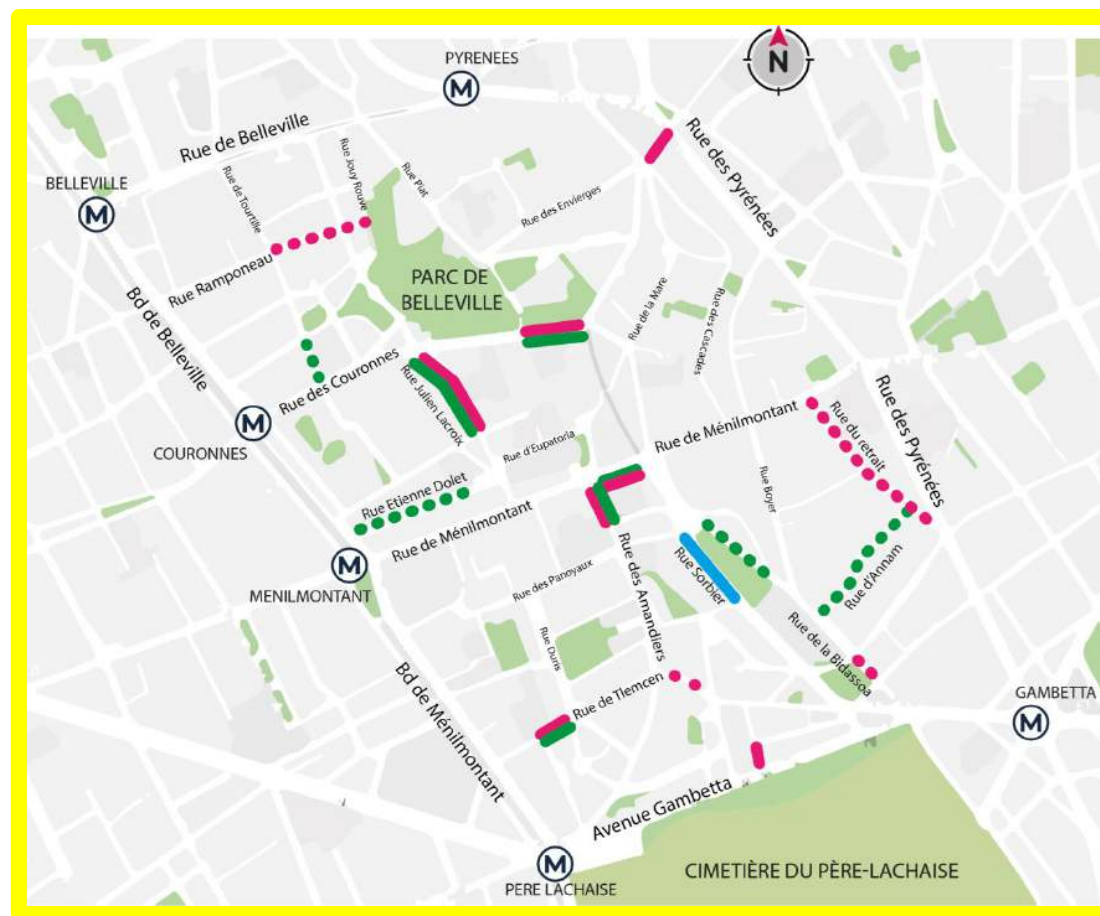 N
PYRENEES
M
Rue de Belleville
Rue des Pyrénées
BELLEVILLE
M
Rue de Tourtille
Rue Jouy Rouve
Rue Piat
Rue des Envierges
Rue Ramponeau
PARC DE
BELLEVILLE
Bd de Belleville
Rue de la Mare
Rue des Cascades
Rue des Couronnes
Rue Julien Lacroix
M
COURONNES
Rue d'Eupatoria
Rue de Ménilmontant
Rue du retrait
Rue des Pyrénées
Rue Etienne Dolet
Rue de Ménilmontant
Rue Boyer
M
MENILMONTANT
Rue des Panoyaux
Rue des Amandiers
Rue Sorbier
Rue d'Annam
Rue Duris
Rue de la Bidassoa
Bd de Ménilmontant
Rue de Tlemcen
GAMBETTA
M
Avenue Gambetta
M
PERE LACHAISE
CIMETIÈRE DU PÈRE-LACHAISE